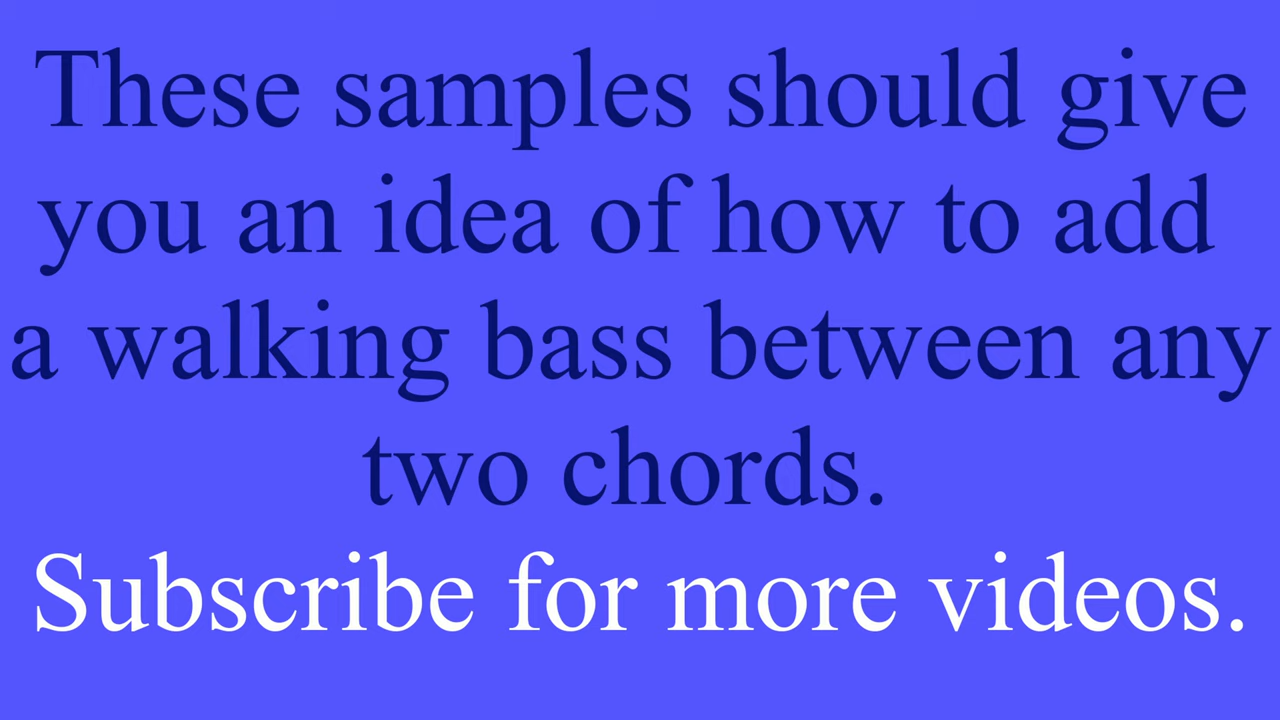 These samples should give
you an idea of how to add
a walking bass between any
two chords.
Subscribe for more videos.